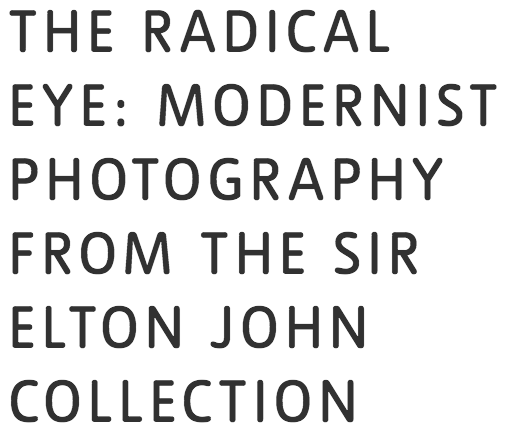 THE RADICAL
EYE: MODERNIST
PHOTOGRAPHY
FROM THE SIR
ELTON JOHN
COLLECTION